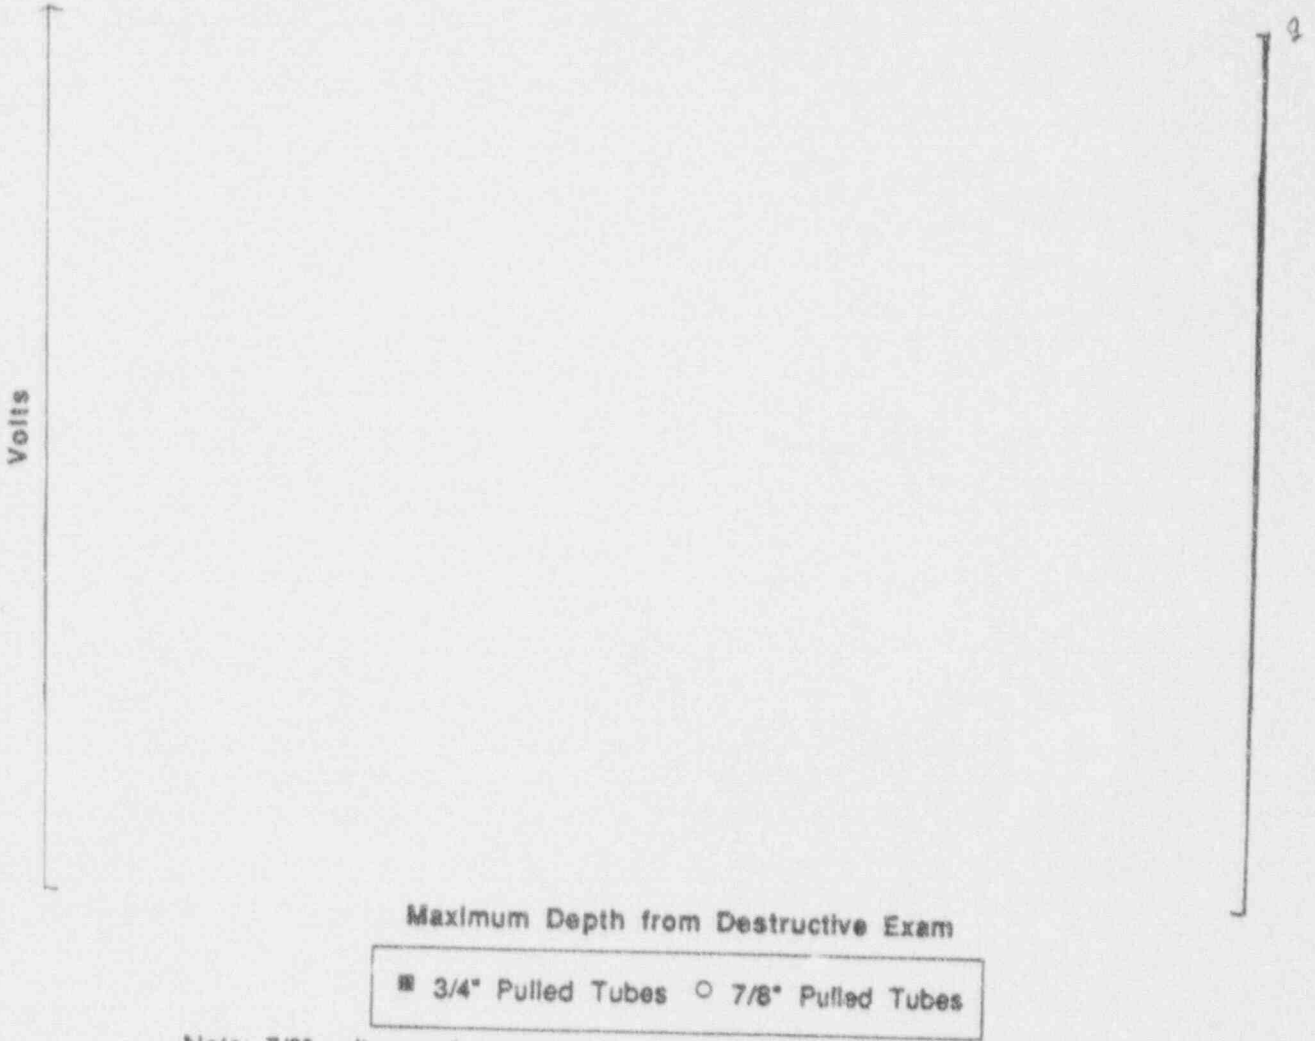 g
Volts
Maximum Depth from Destructive Exam
3/4" Pulled Tubes
7/8" Pulled Tubes